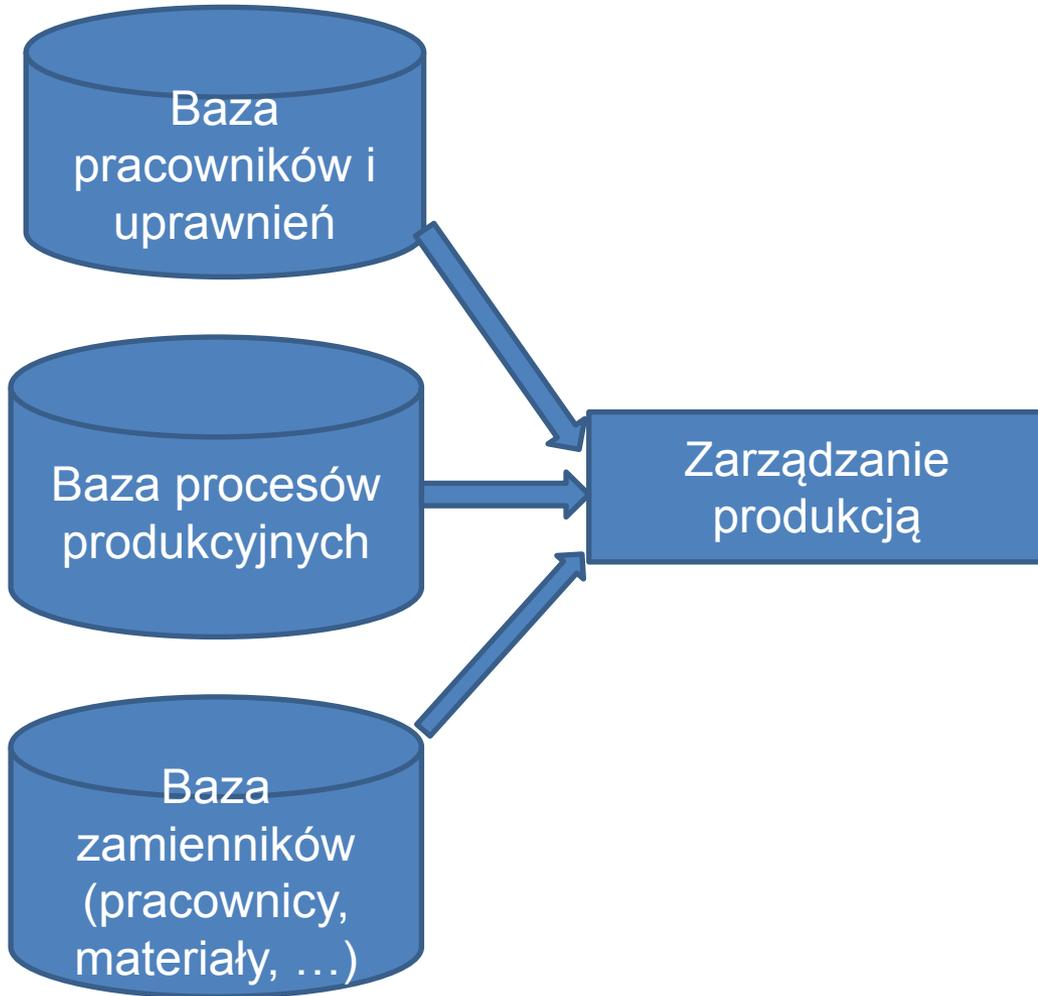 Baza
pracowników i
uprawnień
Baza procesów
produkcyjnych
Zarządzanie
produkcją
Baza
zamienników
(pracownicy,
materiały, …)